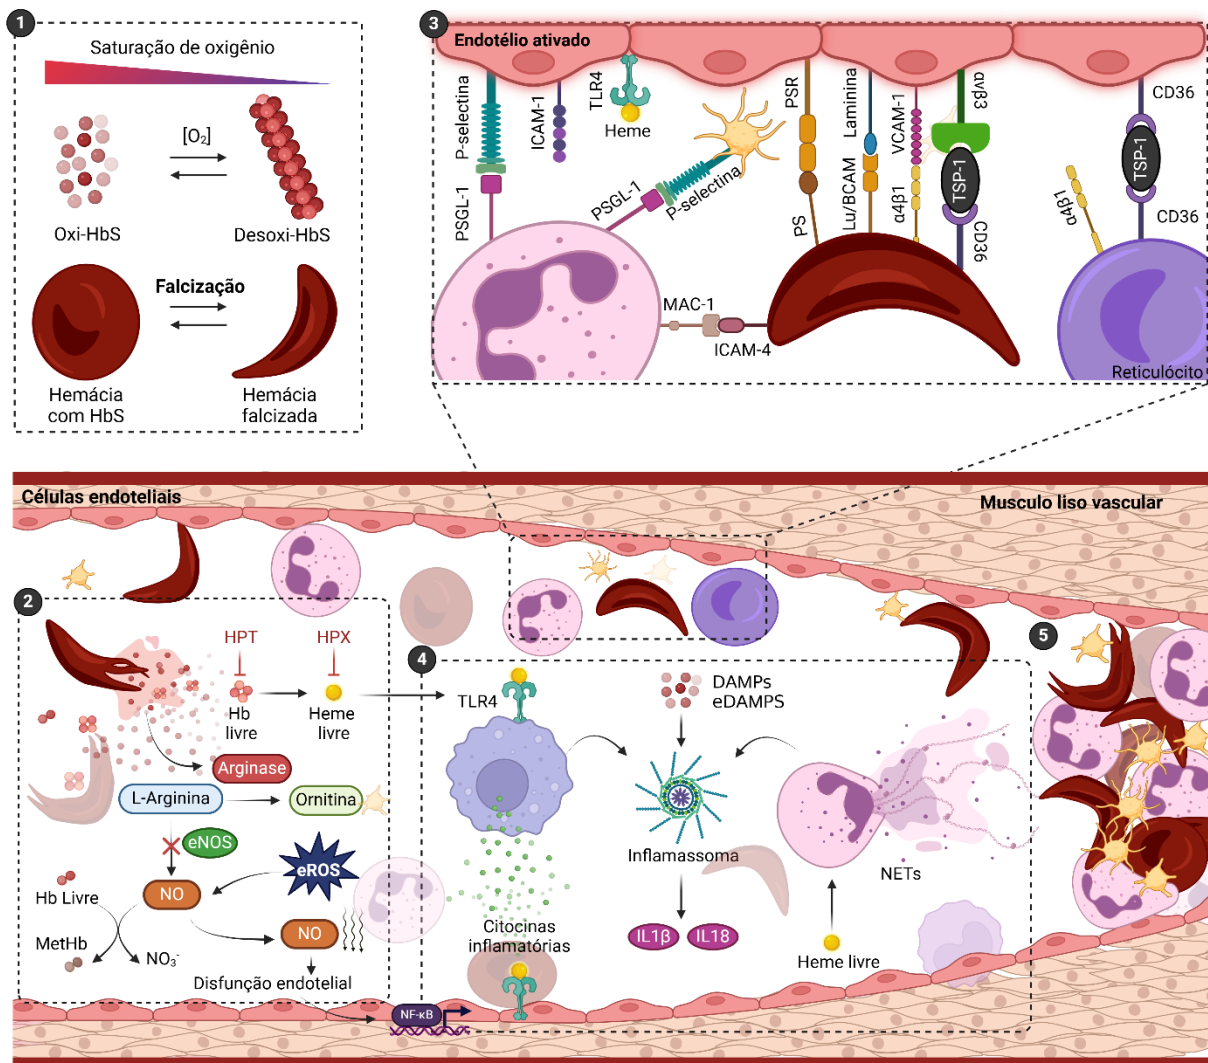 1
Saturação de oxigênio
[O₂]
Oxi-HbS
Desoxi-HbS
Falcização
Hemácia
com HbS
Hemácia
falcizada
3
Endotélio ativado
P-selectina
PSGL-1
ICAM-1
TLR4
Heme
PSGL-1
P-selectina
PSR
PS
Laminina
Lu/BCAM
VCAM-1
α4β1
αvβ3
TSP-1
CD36
MAC-1
ICAM-4
α4β1
CD36
TSP-1
CD36
Reticulócito
Células endoteliais
Musculo liso vascular
2
HPT
HPX
Hb
livre
Heme
livre
Arginase
L-Arginina
Ornitina
eNOS
eROS
NO
Hb Livre
NO
MetHb
NO₃⁻
Disfunção endotelial
NF-κB
4
TLR4
DAMPs
eDAMPS
Inflamassoma
NETs
Citocinas
inflamatórias
IL1β
IL18
Heme livre
5